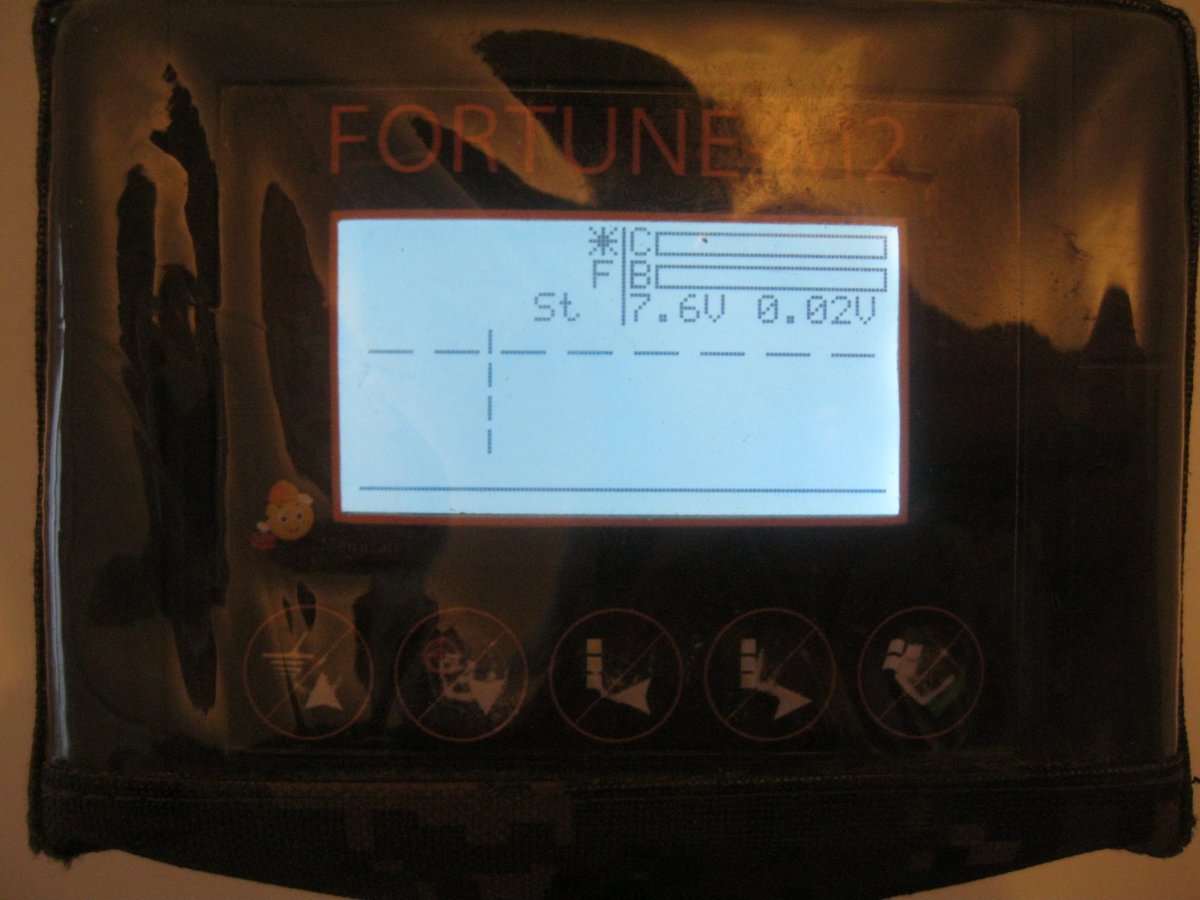 FORTUNE-M2
* C
F B
St 7.6V 0.02V